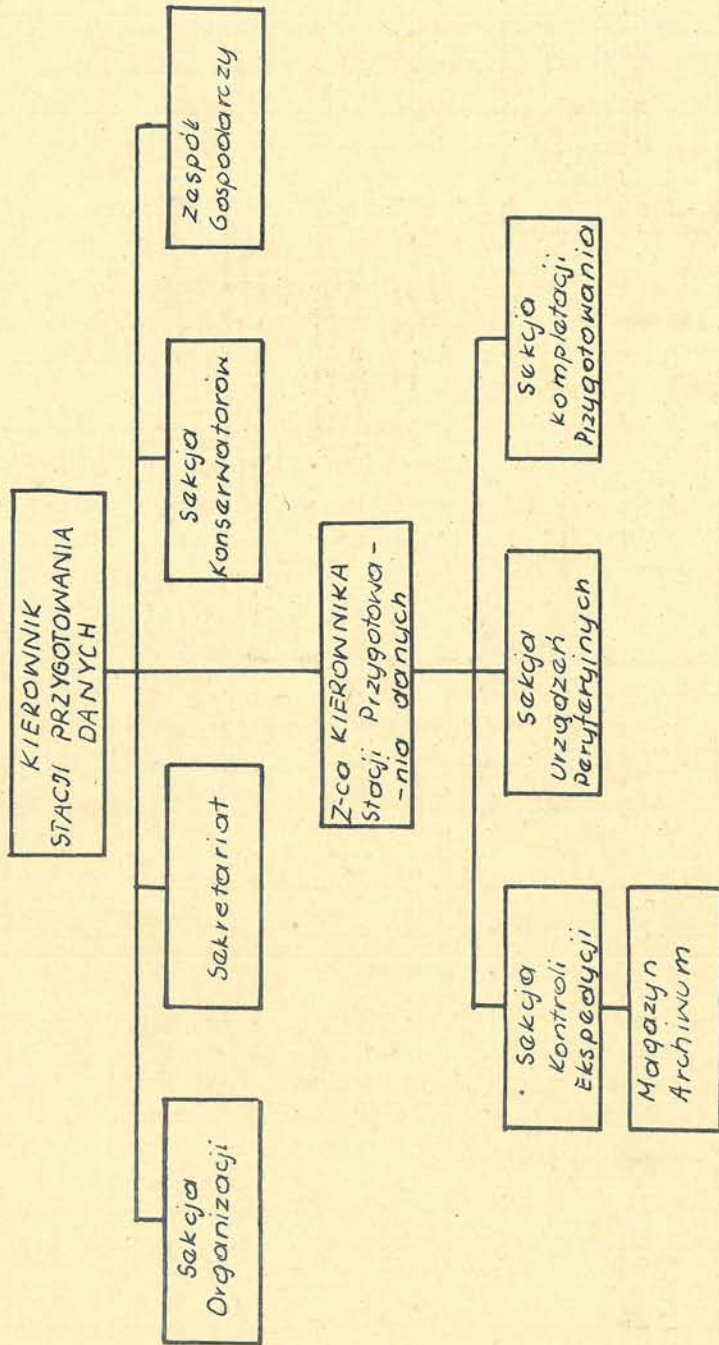 KIEROWNIK
STACJI PRZYGOTOWANIA
DANYCH
Sekcja
Organizacji
Sekretariat
Sekcja
Konserwatorów
Zespół
Gospodarczy
Z-ca KIEROWNIKA
Stacji Przygotowa-
-nia danych
Sekcja
Kontroli
Ekspedycji
Sekcja
Urządzeń
Peryferyjnych
Sekcja
Kompletacji
Przygotowania
Magazyn
Archiwum